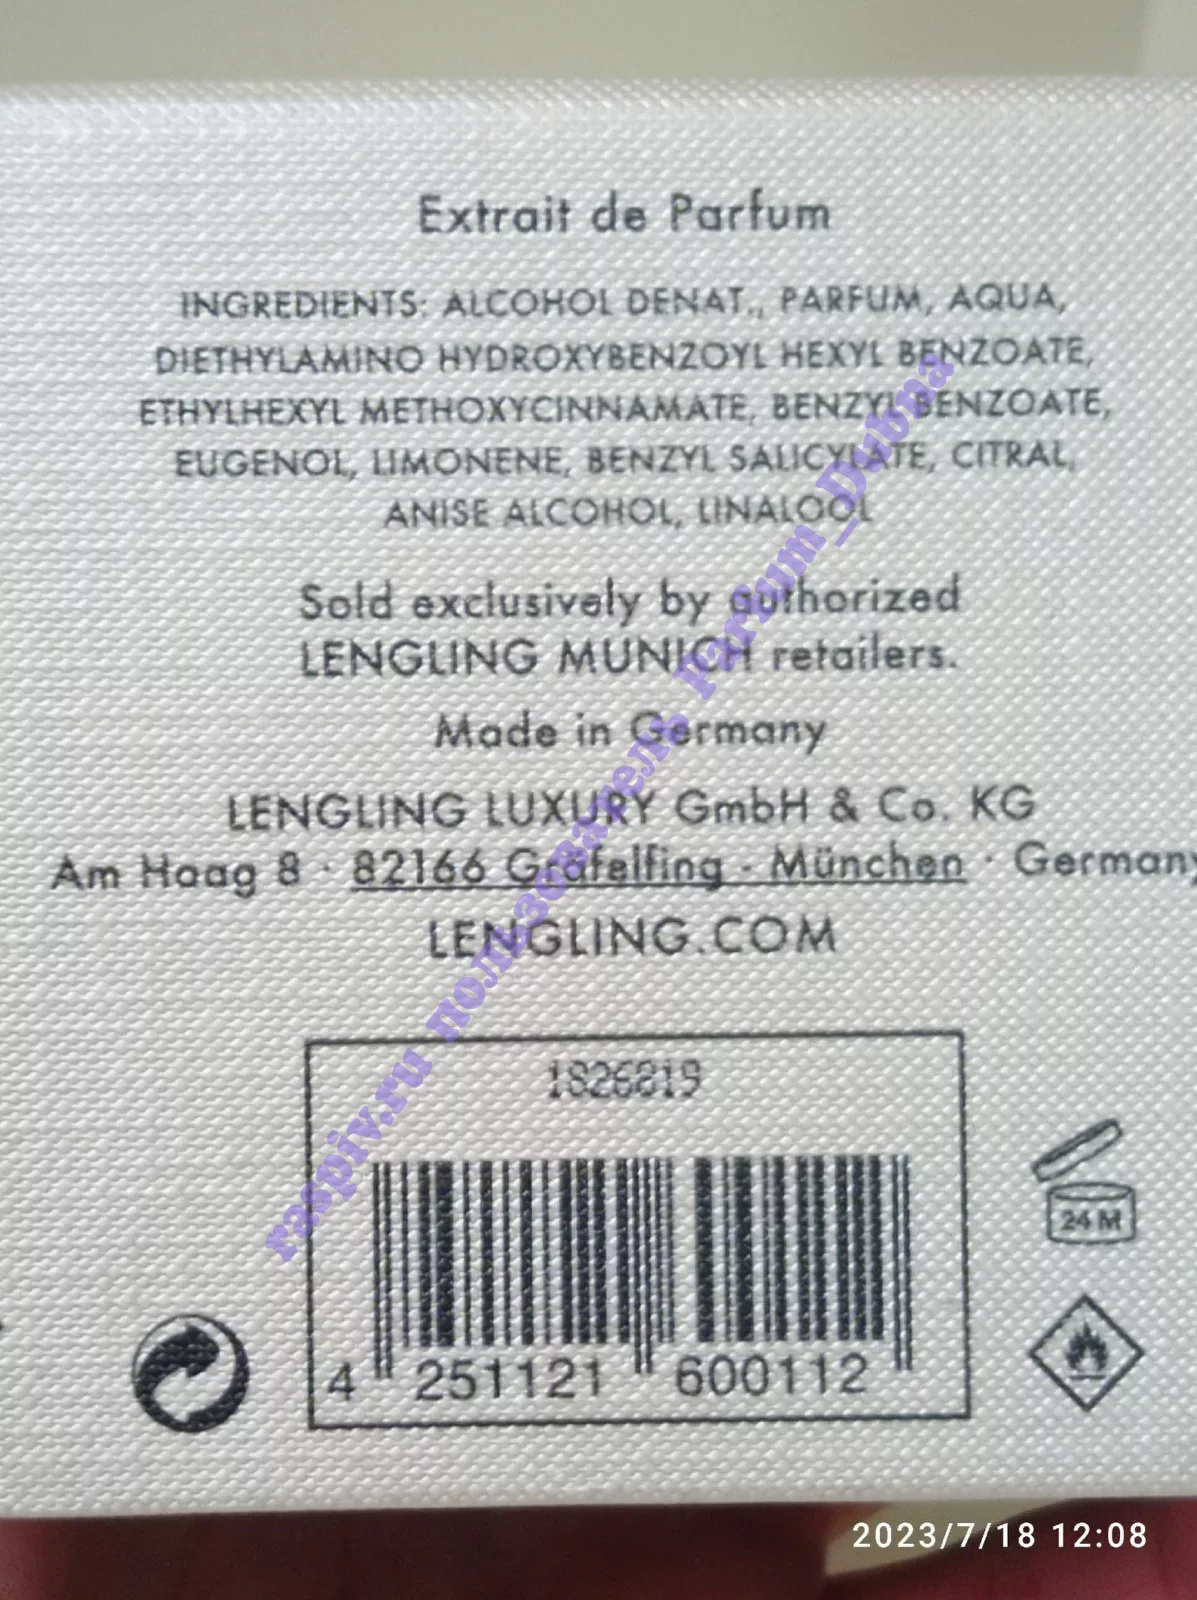 Extrait de Parfum
INGREDIENTS: ALCOHOL DENAT., PARFUM, AQUA,
DIETHYLAMINO HYDROXYBENZOYL HEXYL BENZOATE,
ETHYLHEXYL METHOXYCINNAMATE, BENZYL BENZOATE,
EUGENOL, LIMONENE, BENZYL SALICYLATE, CITRAL,
ANISE ALCOHOL, LINALOOL
Sold exclusively by authorized
LENGLING MUNICH retailers.
Made in Germany
LENGLING LUXURY GmbH & Co. KG
Am Haag 8 · 82166 Gräfelfing - München Germany
LENGLING.COM
1826819
4 251121 600112
24 M
raspiv.ru пользователь Parfum_Dubna
2023/7/18 12:08